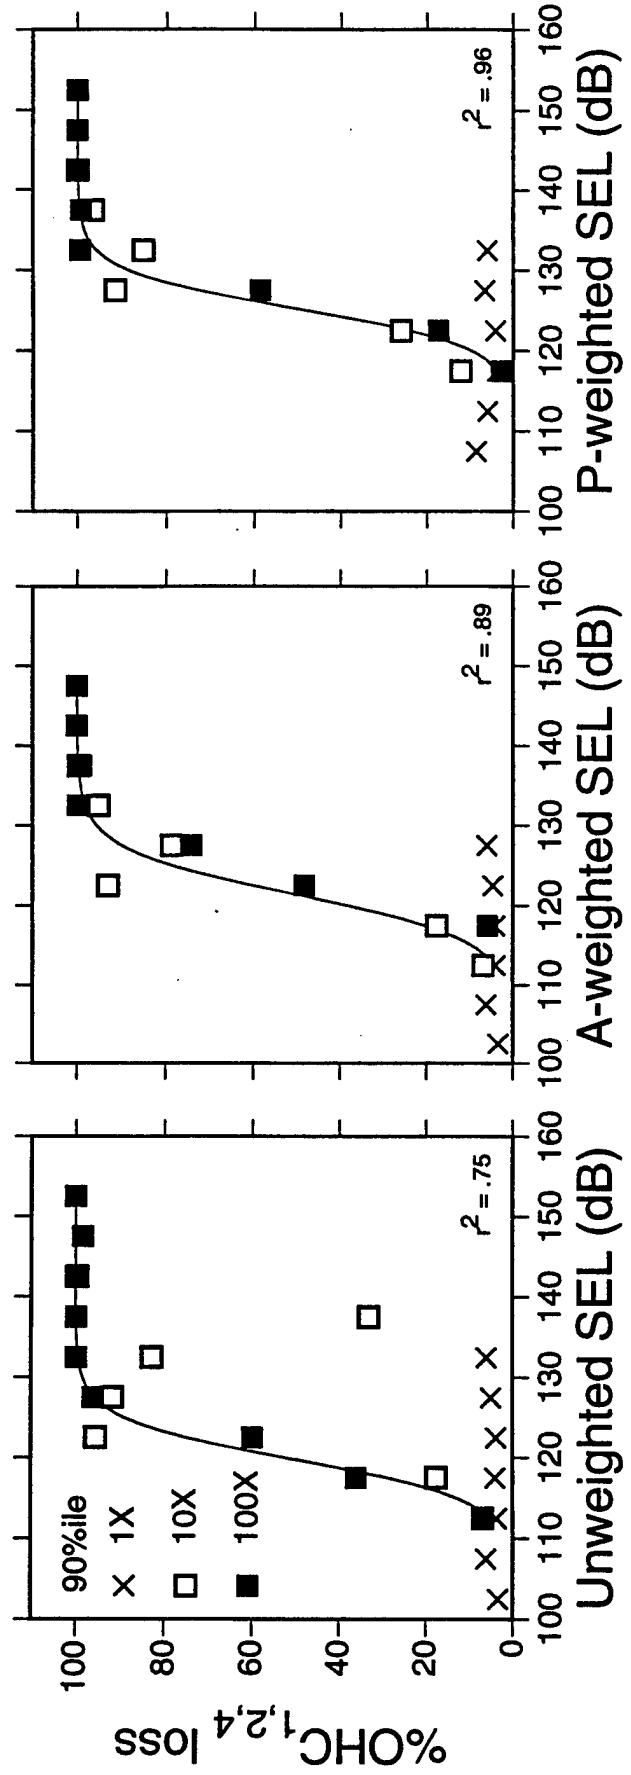 %OHC1,2,4 loss
100
80
60
40
20
0
90%ile
× 1X
□ 10X
■ 100X
r2 = .75
100 110 120 130 140 150 160
Unweighted SEL (dB)
r2 = .89
100 110 120 130 140 150 160
A-weighted SEL (dB)
r2 = .96
100 110 120 130 140 150 160
P-weighted SEL (dB)